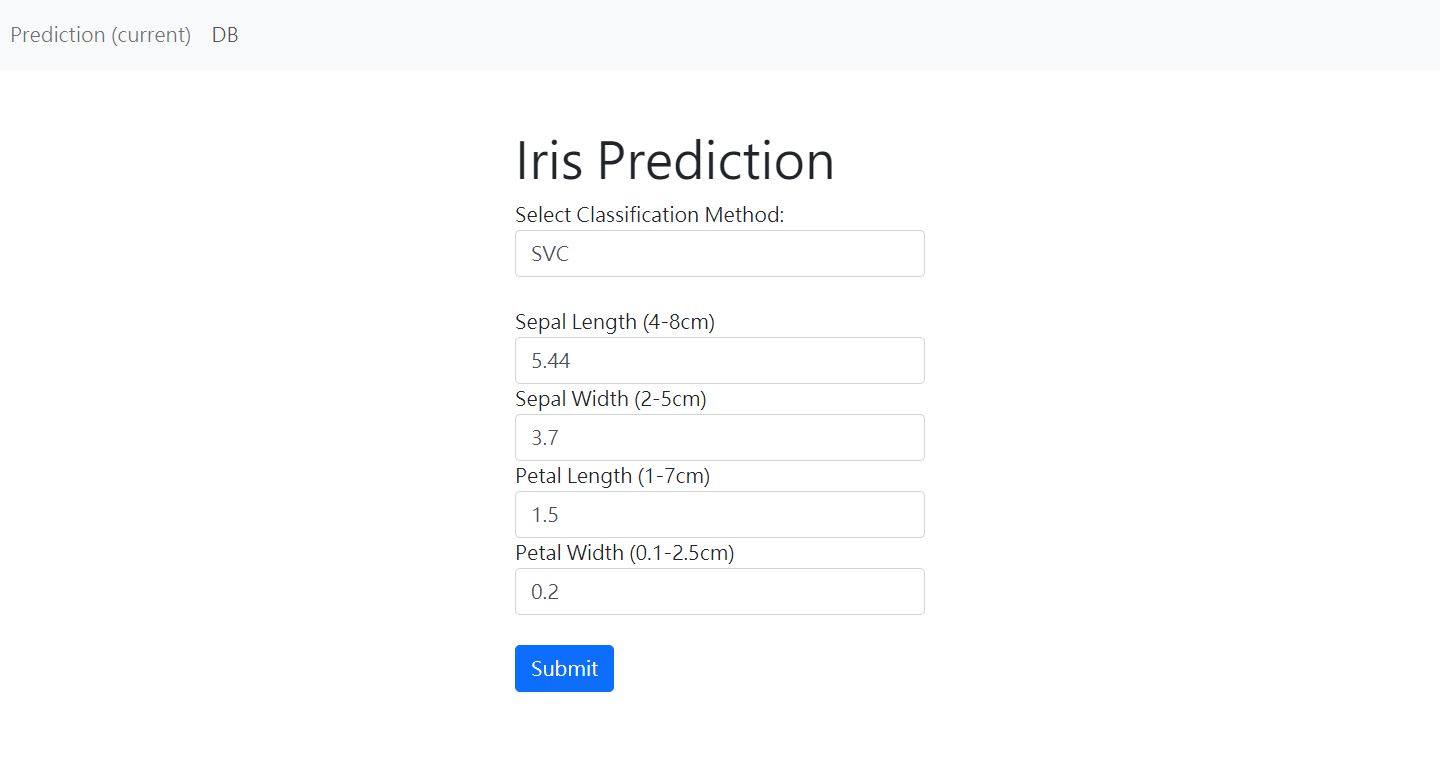 Prediction (current) DB
Iris Prediction
Select Classification Method:
SVC
Sepal Length (4-8cm)
5.44
Sepal Width (2-5cm)
3.7
Petal Length (1-7cm)
1.5
Petal Width (0.1-2.5cm)
0.2
Submit